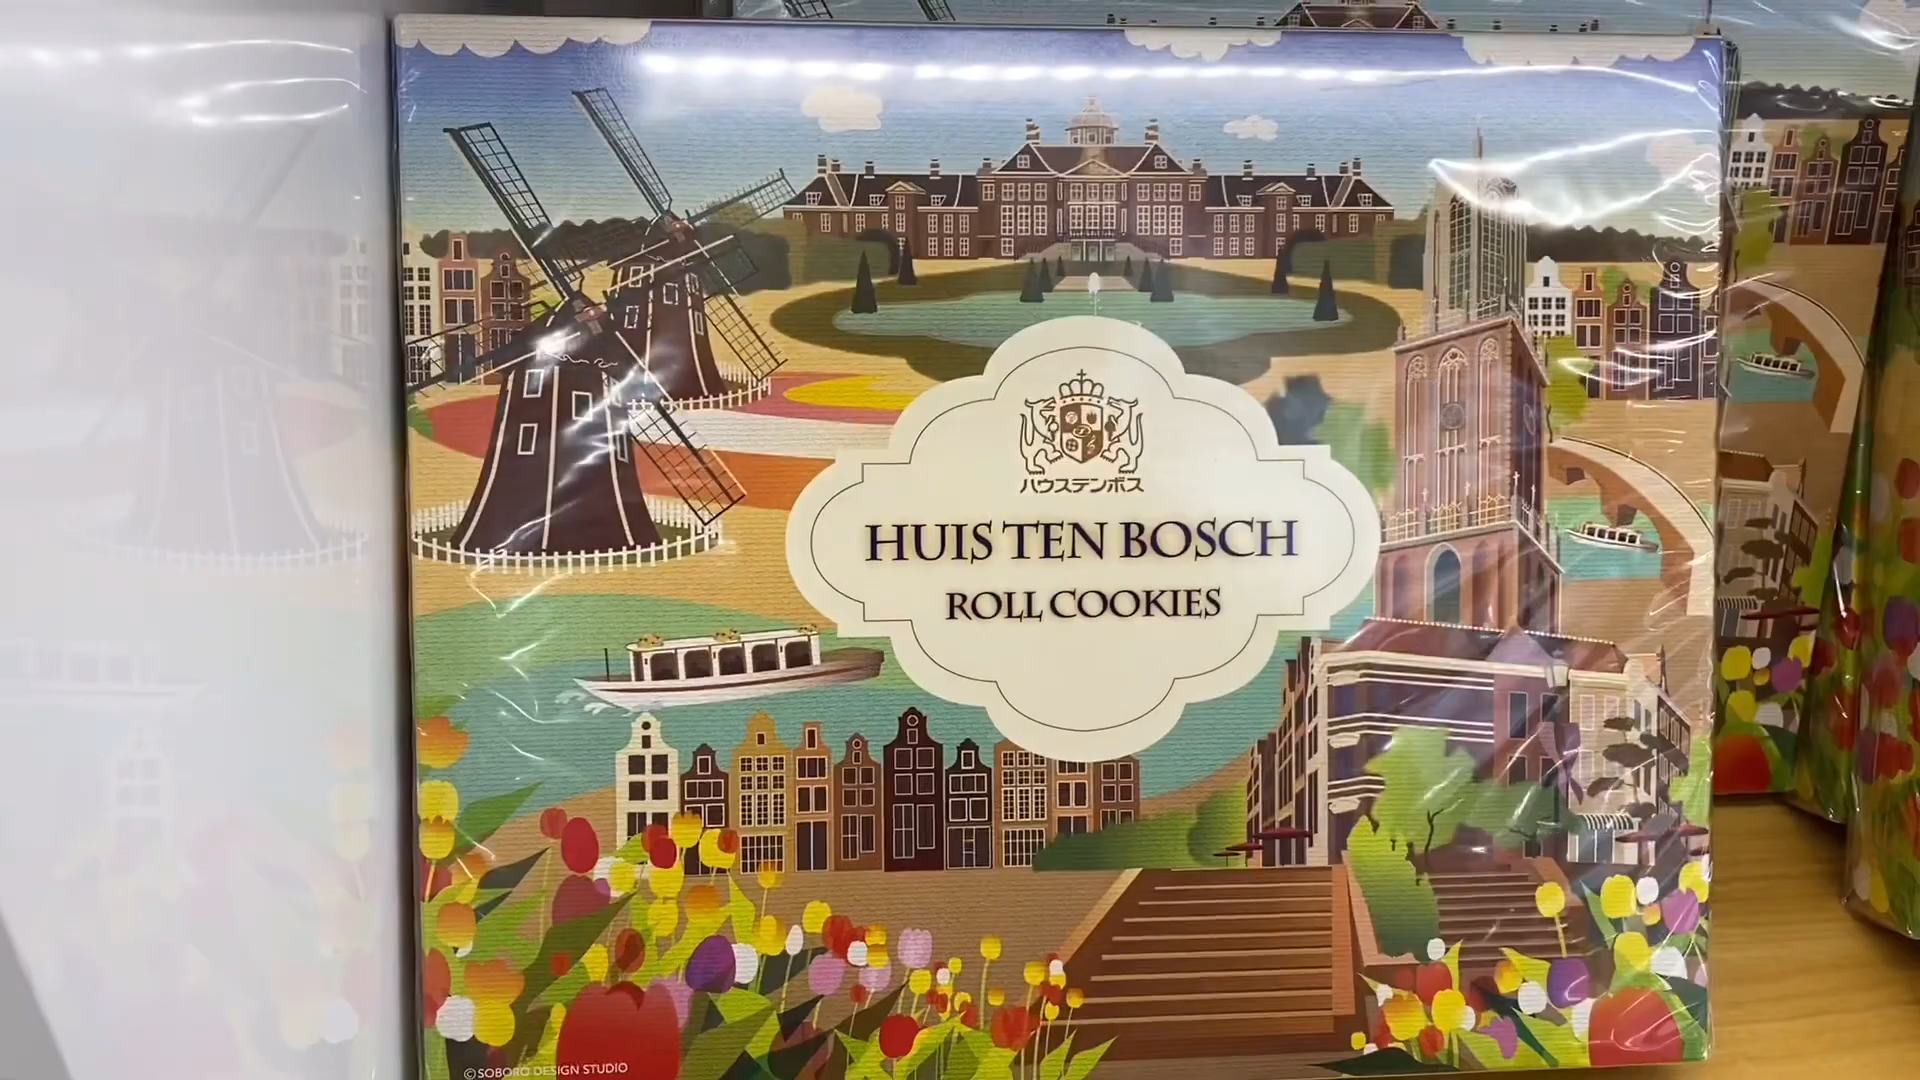 ハウステンボス
HUIS TEN BOSCH
ROLL COOKIES
©SOBORO DESIGN STUDIO